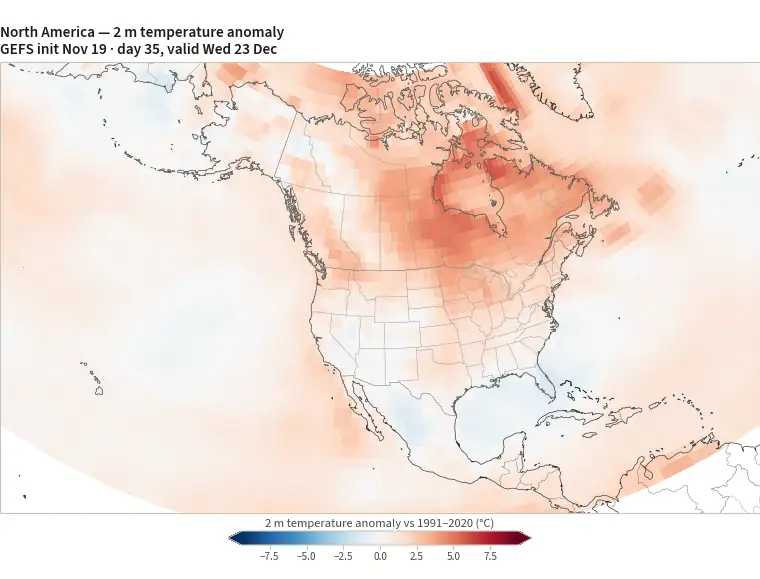 North America — 2 m temperature anomaly
GEFS init Nov 19 · day 35, valid Wed 23 Dec
2 m temperature anomaly vs 1991–2020 (°C)
−7.5 −5.0 −2.5 0.0 2.5 5.0 7.5